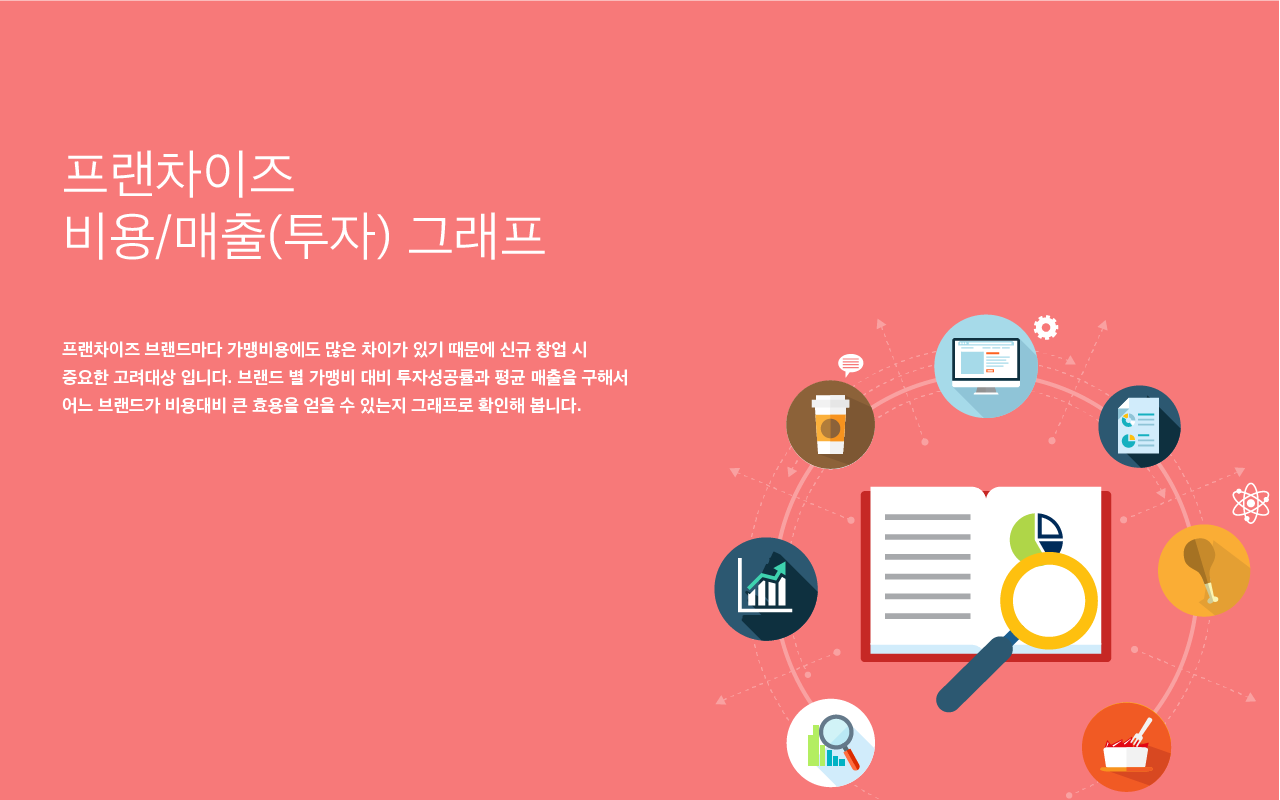 프랜차이즈
비용/매출(투자) 그래프
프랜차이즈 브랜드마다 가맹비용에도 많은 차이가 있기 때문에 신규 창업 시
중요한 고려대상 입니다. 브랜드 별 가맹비 대비 투자성공률과 평균 매출을 구해서
어느 브랜드가 비용대비 큰 효용을 얻을 수 있는지 그래프로 확인해 봅니다.